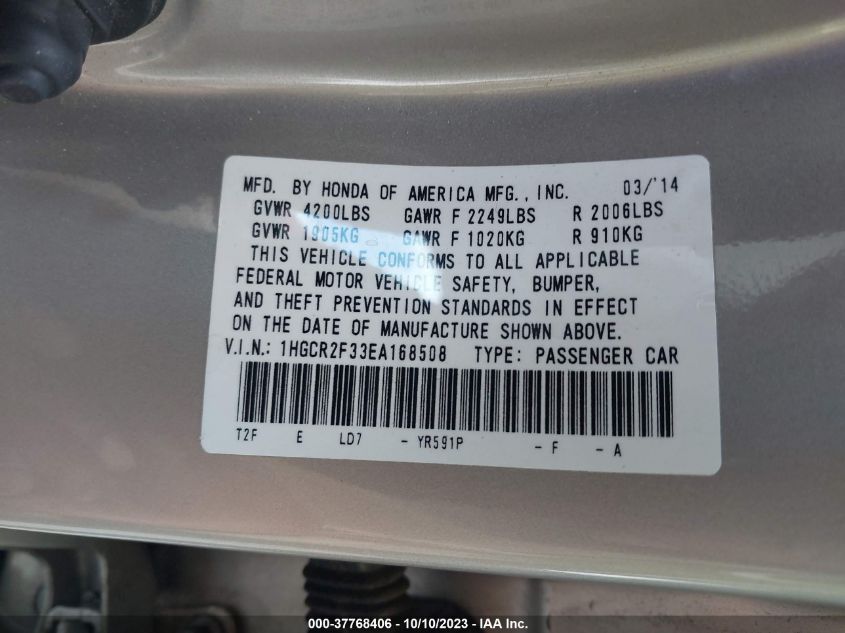 MFD. BY HONDA OF AMERICA MFG., INC. 03/'14
GVWR 4200LBS GAWR F 2249LBS R 2006LBS
GVWR 1905KG GAWR F 1020KG R 910KG
THIS VEHICLE CONFORMS TO ALL APPLICABLE
FEDERAL MOTOR VEHICLE SAFETY, BUMPER,
AND THEFT PREVENTION STANDARDS IN EFFECT
ON THE DATE OF MANUFACTURE SHOWN ABOVE.
V.I.N.: 1HGCR2F33EA168508 TYPE: PASSENGER CAR
T2F E LD7 - YR591P - F - A
000-37768406 - 10/10/2023 - IAA Inc.